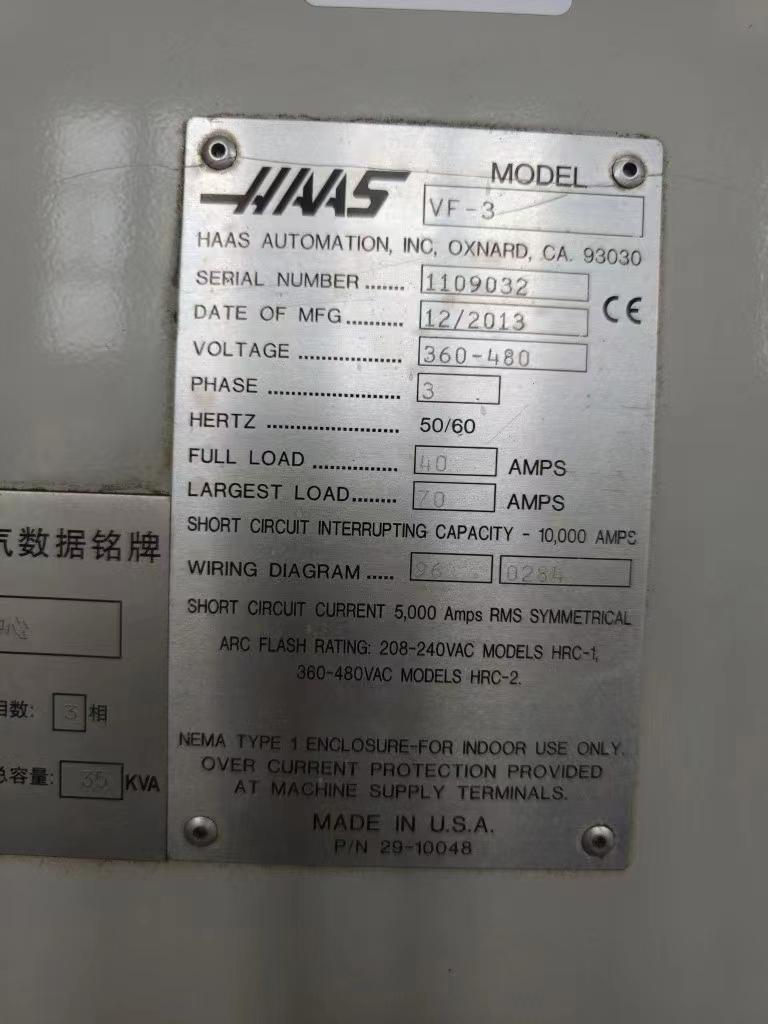 HAAS
MODEL VF-3
HAAS AUTOMATION, INC, OXNARD, CA. 93030
SERIAL NUMBER ....... 1109032
DATE OF MFG .......... 12/2013
CE
VOLTAGE .................. 360-480
PHASE ....................... 3
HERTZ ....................... 50/60
FULL LOAD ............... 40 AMPS
LARGEST LOAD........ 70 AMPS
SHORT CIRCUIT INTERRUPTING CAPACITY - 10,000 AMPS
WIRING DIAGRAM ..... 96 0284
SHORT CIRCUIT CURRENT 5,000 Amps RMS SYMMETRICAL
ARC FLASH RATING: 208-240VAC MODELS HRC-1,
360-480VAC MODELS HRC-2.
NEMA TYPE 1 ENCLOSURE-FOR INDOOR USE ONLY.
OVER CURRENT PROTECTION PROVIDED
AT MACHINE SUPPLY TERMINALS.
MADE IN U.S.A.
P/N 29-10048
气数据铭牌
心
相数: 3 相
总容量: 35 KVA